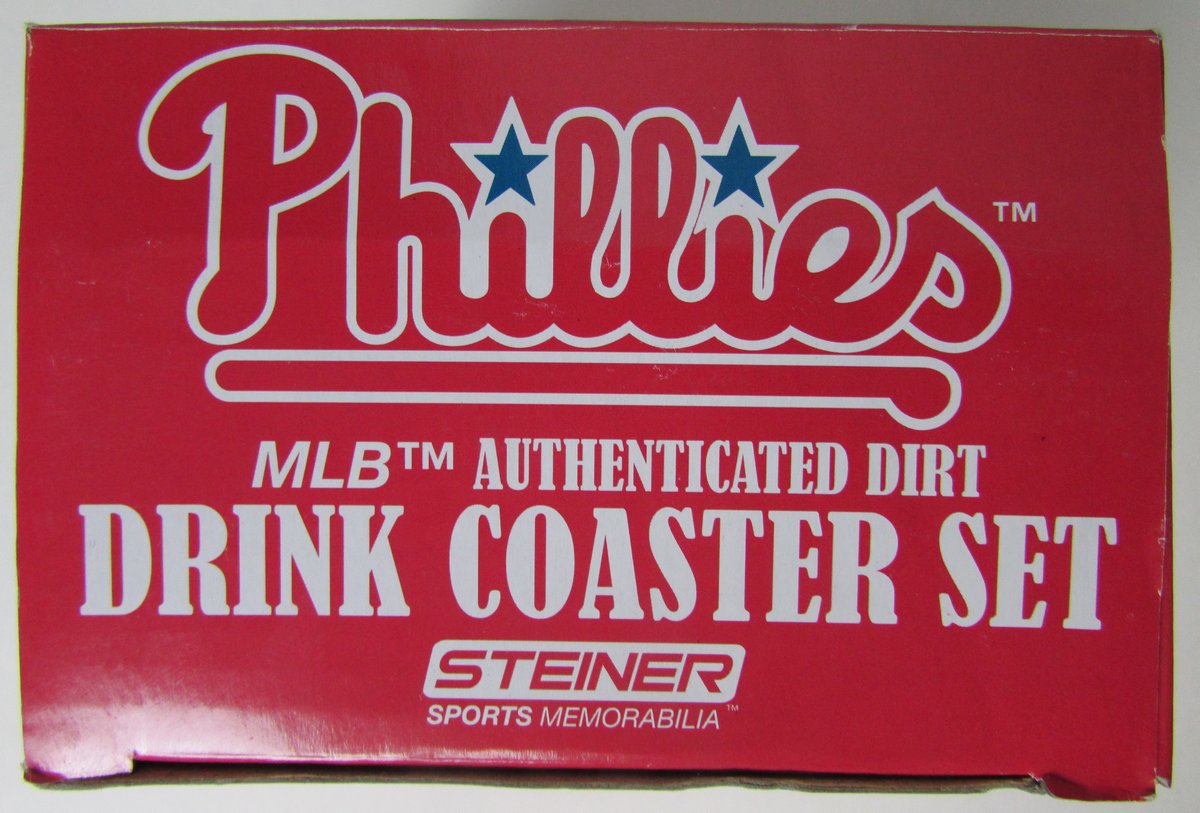 Phillies™
MLB™ AUTHENTICATED DIRT
DRINK COASTER SET
STEINER
SPORTS MEMORABILIA™